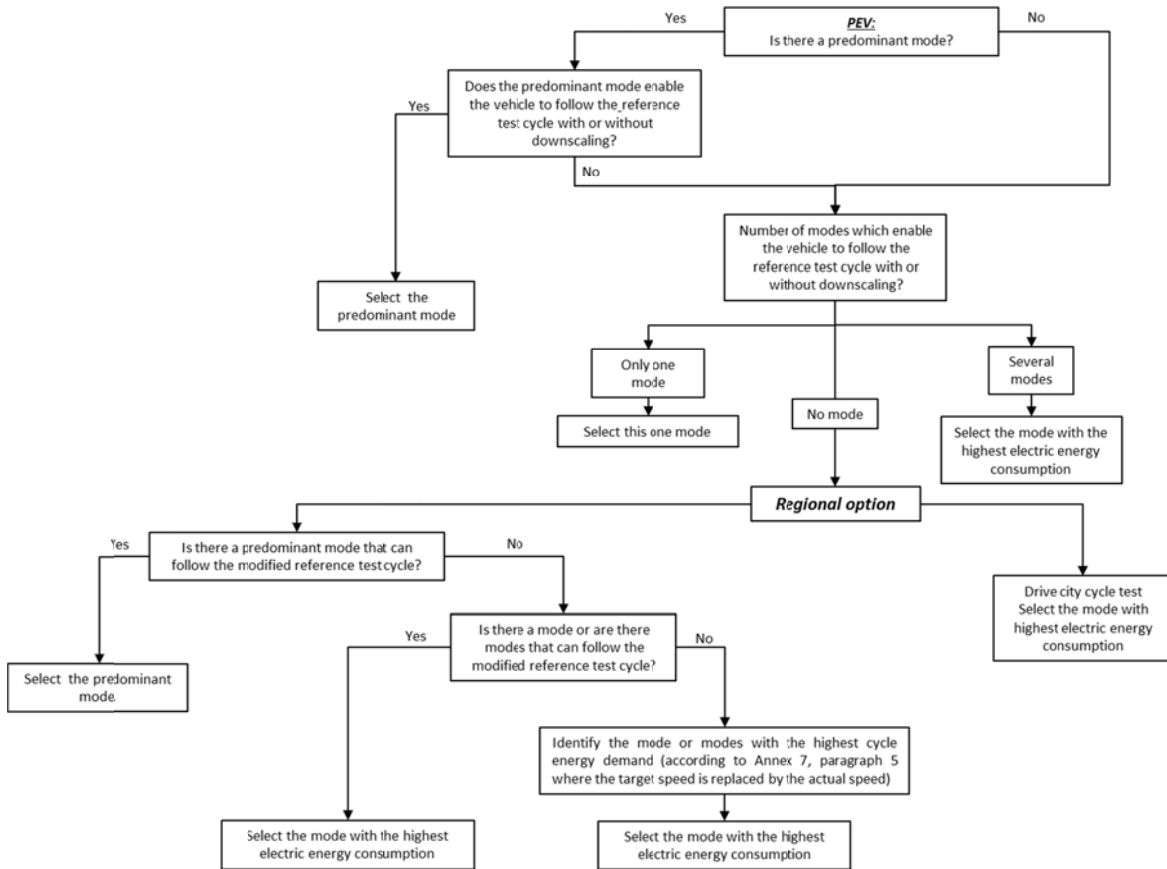 Yes
PEV:
Is there a predominant mode?
No
Does the predominant mode enable
the vehicle to follow the reference
test cycle with or without
downscaling?
Yes
No
Number of modes which enable
the vehicle to follow the
reference test cycle with or
without downscaling?
Select the
predominant mode
Only one
mode
Several
modes
No mode
Select this one mode
Select the mode with the
highest electric energy
consumption
Regional option
Yes
Is there a predominant mode that can
follow the modified reference test cycle?
No
Drive city cycle test
Select the mode with
highest electric energy
consumption
Yes
Is there a mode or are there
modes that can follow the
modified reference test cycle?
No
Select the predominant
mode.
Identify the mode or modes with the highest cycle
energy demand (according to Annex 7, paragraph 5
where the target speed is replaced by the actual speed)
Select the mode with the highest
electric energy consumption
Select the mode with the highest
electric energy consumption